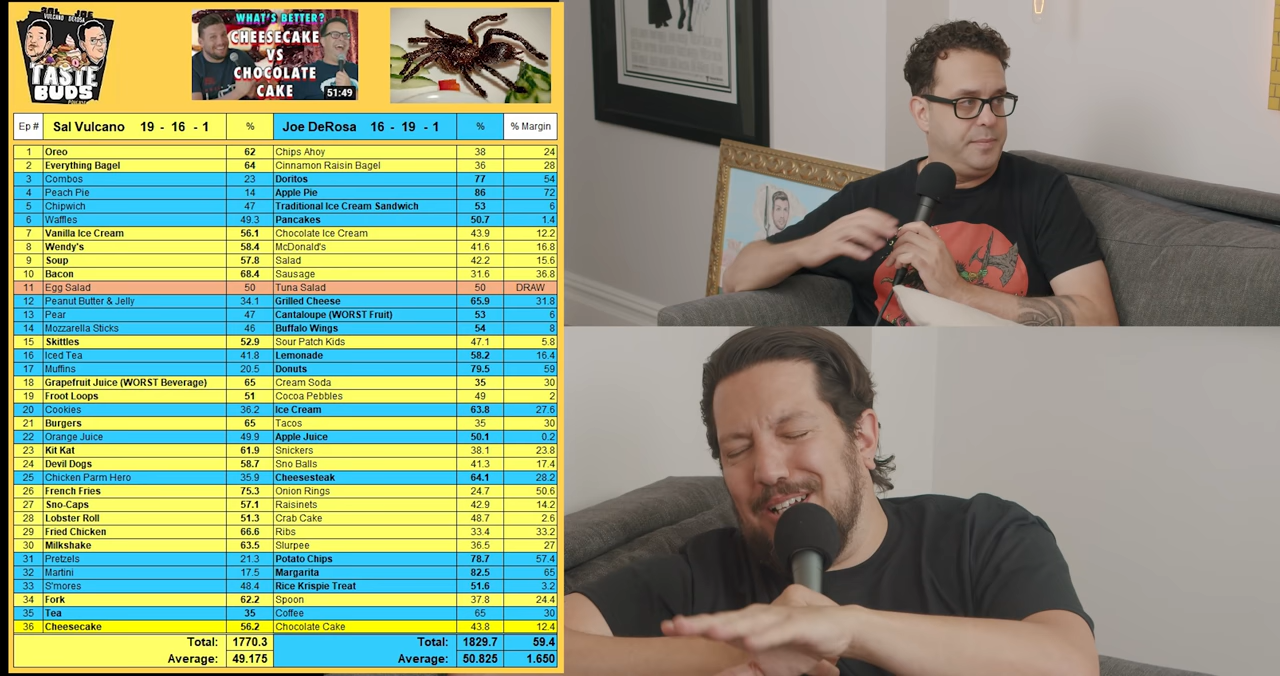 SAL VULCANO JOE DEROSA
TASTE
BUDS
PODCAST
WHAT'S BETTER?
CHEESECAKE
VS
CHOCOLATE
CAKE
51:49
Ep # Sal Vulcano 19 - 16 - 1 % Joe DeRosa 16 - 19 - 1 % % Margin
1 Oreo 62 Chips Ahoy 38 24
2 Everything Bagel 64 Cinnamon Raisin Bagel 36 28
3 Combos 23 Doritos 77 54
4 Peach Pie 14 Apple Pie 86 72
5 Chipwich 47 Traditional Ice Cream Sandwich 53 6
6 Waffles 49.3 Pancakes 50.7 1.4
7 Vanilla Ice Cream 56.1 Chocolate Ice Cream 43.9 12.2
8 Wendy's 58.4 McDonald's 41.6 16.8
9 Soup 57.8 Salad 42.2 15.6
10 Bacon 68.4 Sausage 31.6 36.8
11 Egg Salad 50 Tuna Salad 50 DRAW
12 Peanut Butter & Jelly 34.1 Grilled Cheese 65.9 31.8
13 Pear 47 Cantaloupe (WORST Fruit) 53 6
14 Mozzarella Sticks 46 Buffalo Wings 54 8
15 Skittles 52.9 Sour Patch Kids 47.1 5.8
16 Iced Tea 41.8 Lemonade 58.2 16.4
17 Muffins 20.5 Donuts 79.5 59
18 Grapefruit Juice (WORST Beverage) 65 Cream Soda 35 30
19 Froot Loops 51 Cocoa Pebbles 49 2
20 Cookies 36.2 Ice Cream 63.8 27.6
21 Burgers 65 Tacos 35 30
22 Orange Juice 49.9 Apple Juice 50.1 0.2
23 Kit Kat 61.9 Snickers 38.1 23.8
24 Devil Dogs 58.7 Sno Balls 41.3 17.4
25 Chicken Parm Hero 35.9 Cheesesteak 64.1 28.2
26 French Fries 75.3 Onion Rings 24.7 50.6
27 Sno-Caps 57.1 Raisinets 42.9 14.2
28 Lobster Roll 51.3 Crab Cake 48.7 2.6
29 Fried Chicken 66.6 Ribs 33.4 33.2
30 Milkshake 63.5 Slurpee 36.5 27
31 Pretzels 21.3 Potato Chips 78.7 57.4
32 Martini 17.5 Margarita 82.5 65
33 S'mores 48.4 Rice Krispie Treat 51.6 3.2
34 Fork 62.2 Spoon 37.8 24.4
35 Tea 35 Coffee 65 30
36 Cheesecake 56.2 Chocolate Cake 43.8 12.4
Total: 1770.3 Total: 1829.7 59.4
Average: 49.175 Average: 50.825 1.650